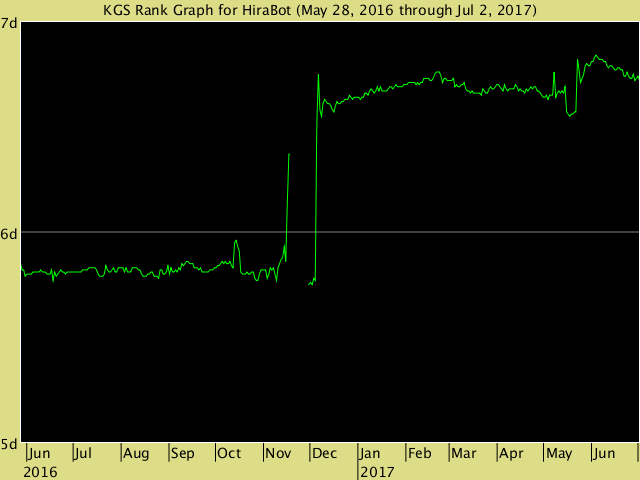 KGS Rank Graph for HiraBot (May 28, 2016 through Jul 2, 2017)
7d
6d
5d
Jun Jul Aug Sep Oct Nov Dec Jan Feb Mar Apr May Jun
2016 2017